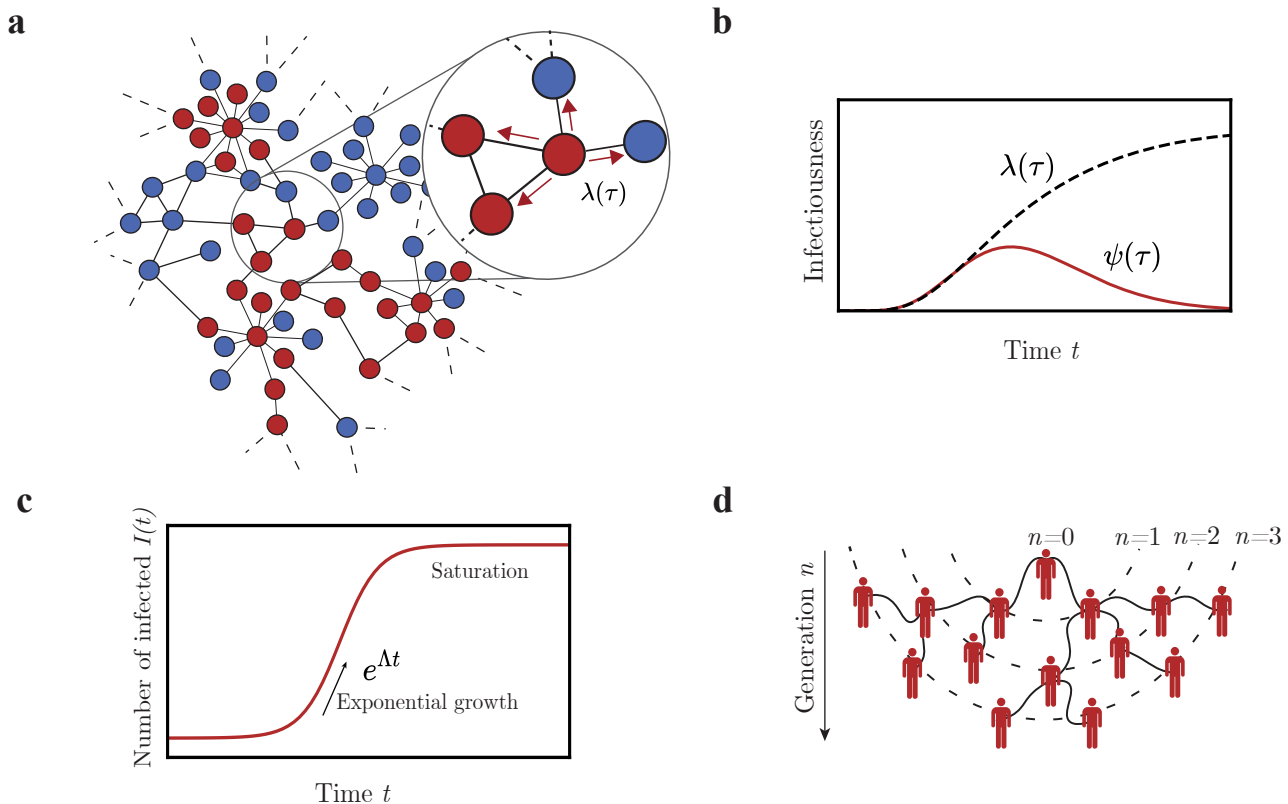 a
λ(τ)
b
Infectiousness
λ(τ)
ψ(τ)
Time t
c
Number of infected I(t)
Saturation
e^{Λt}
Exponential growth
Time t
d
n=0
n=1
n=2
n=3
Generation n